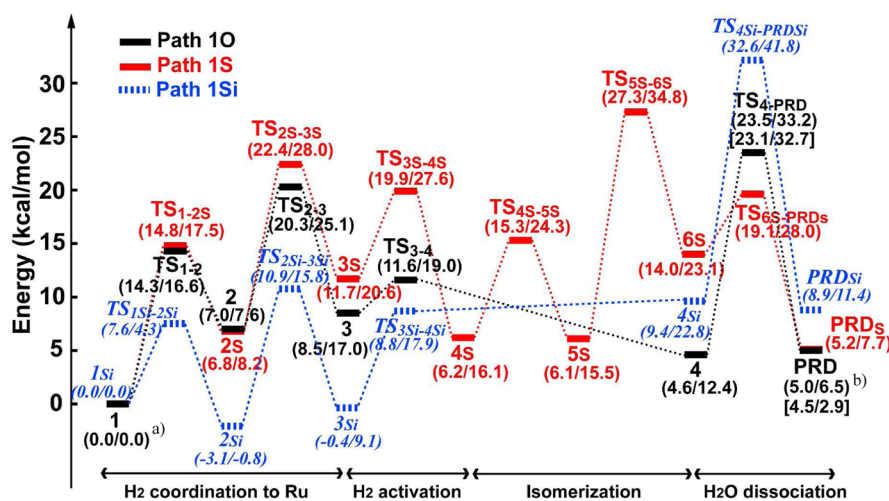 Path 1O
Path 1S
Path 1Si
Energy (kcal/mol)
30
25
20
15
10
5
0
1Si
(0.0/0.0)
1
(0.0/0.0) a)
TS1Si-2Si
(7.6/4.3)
TS1-2S
(14.8/17.5)
TS1-2
(14.3/16.6)
2
(7.0/7.6)
2S
(6.8/8.2)
2Si
(-3.1/-0.8)
TS2S-3S
(22.4/28.0)
TS2-3
(20.3/25.1)
TS2Si-3Si
(10.9/15.8)
3S
(11.7/20.6)
3
(8.5/17.0)
3Si
(-0.4/9.1)
TS3S-4S
(19.9/27.6)
TS3-4
(11.6/19.0)
TS3Si-4Si
(8.8/17.9)
4S
(6.2/16.1)
TS4S-5S
(15.3/24.3)
5S
(6.1/15.5)
TS5S-6S
(27.3/34.8)
6S
(14.0/23.1)
4Si
(9.4/22.8)
4
(4.6/12.4)
TS4Si-PRDSi
(32.6/41.8)
TS4-PRD
(23.5/33.2)
[23.1/32.7]
TS6S-PRDS
(19.1/28.0)
PRDSi
(8.9/11.4)
PRDS
(5.2/7.7)
PRD
(5.0/6.5) b)
[4.5/2.9]
H2 coordination to Ru
H2 activation
Isomerization
H2O dissociation